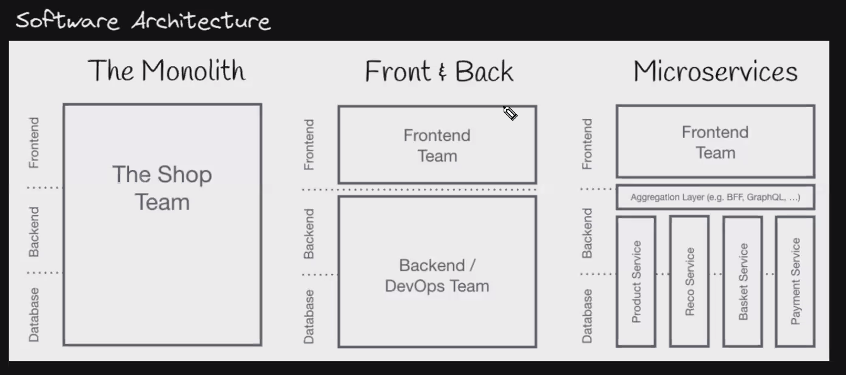 Software Architecture
The Monolith
Frontend
Backend
Database
The Shop
Team
Front & Back
Frontend
Backend
Database
Frontend
Team
Backend /
DevOps Team
Microservices
Frontend
Backend
Database
Frontend
Team
Aggregation Layer (e.g. BFF, GraphQL, ...)
Product Service
Reco Service
Basket Service
Payment Service